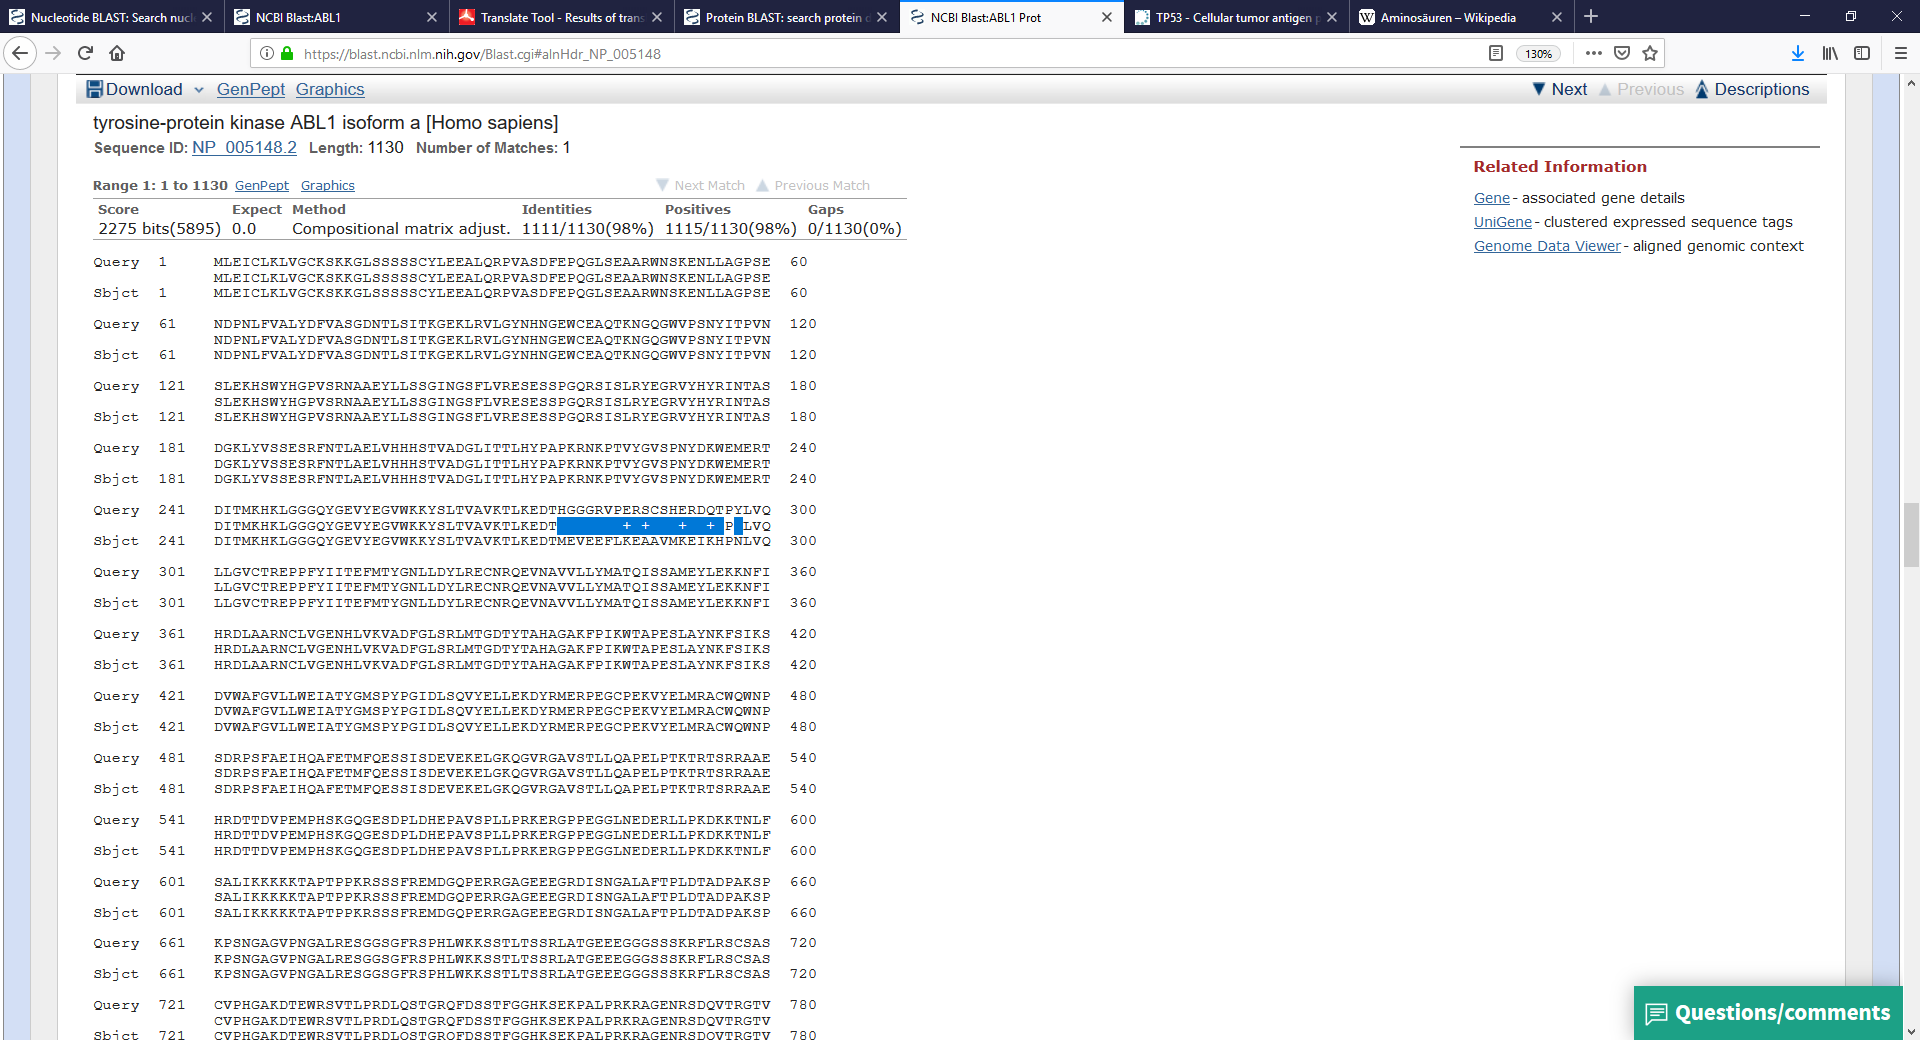 Nucleotide BLAST: Search nucl
NCBI Blast:ABL1
Translate Tool - Results of trans
Protein BLAST: search protein d
NCBI Blast:ABL1 Prot
TP53 - Cellular tumor antigen p
Aminosäuren – Wikipedia
https://blast.ncbi.nlm.nih.gov/Blast.cgi#alnHdr_NP_005148
130%
Download GenPept Graphics
Next Previous Descriptions
tyrosine-protein kinase ABL1 isoform a [Homo sapiens]
Sequence ID: NP_005148.2 Length: 1130 Number of Matches: 1
Related Information
Gene - associated gene details
UniGene - clustered expressed sequence tags
Genome Data Viewer - aligned genomic context
Range 1: 1 to 1130 GenPept Graphics Next Match Previous Match
Score Expect Method Identities Positives Gaps
2275 bits(5895) 0.0 Compositional matrix adjust. 1111/1130(98%) 1115/1130(98%) 0/1130(0%)
Query 1 MLEICLKLVGCKSKKGLSSSSSCYLEEALQRPVASDFEPQGLSEAARWNSKENLLAGPSE 60
MLEICLKLVGCKSKKGLSSSSSCYLEEALQRPVASDFEPQGLSEAARWNSKENLLAGPSE
Sbjct 1 MLEICLKLVGCKSKKGLSSSSSCYLEEALQRPVASDFEPQGLSEAARWNSKENLLAGPSE 60
Query 61 NDPNLFVALYDFVASGDNTLSITKGEKLRVLGYNHNGEWCEAQTKNGQGWVPSNYITPVN 120
NDPNLFVALYDFVASGDNTLSITKGEKLRVLGYNHNGEWCEAQTKNGQGWVPSNYITPVN
Sbjct 61 NDPNLFVALYDFVASGDNTLSITKGEKLRVLGYNHNGEWCEAQTKNGQGWVPSNYITPVN 120
Query 121 SLEKHSWYHGPVSRNAAEYLLSSGINGSFLVRESESSPGQRSISLRYEGRVYHYRINTAS 180
SLEKHSWYHGPVSRNAAEYLLSSGINGSFLVRESESSPGQRSISLRYEGRVYHYRINTAS
Sbjct 121 SLEKHSWYHGPVSRNAAEYLLSSGINGSFLVRESESSPGQRSISLRYEGRVYHYRINTAS 180
Query 181 DGKLYVSSESRFNTLAELVHHHSTVADGLITTLHYPAPKRNKPTVYGVSPNYDKWEMERT 240
DGKLYVSSESRFNTLAELVHHHSTVADGLITTLHYPAPKRNKPTVYGVSPNYDKWEMERT
Sbjct 181 DGKLYVSSESRFNTLAELVHHHSTVADGLITTLHYPAPKRNKPTVYGVSPNYDKWEMERT 240
Query 241 DITMKHKLGGGQYGEVYEGVWKKYSLTVAVKTLKEDTHGGGRVPERSCSHERDQTPYLVQ 300
DITMKHKLGGGQYGEVYEGVWKKYSLTVAVKTLKEDT + + + + P LVQ
Sbjct 241 DITMKHKLGGGQYGEVYEGVWKKYSLTVAVKTLKEDTMEVEEFLKEAAVMKEIKHPNLVQ 300
Query 301 LLGVCTREPPFYIITEFMTYGNLLDYLRECNRQEVNAVVLLYMATQISSAMEYLEKKNFI 360
LLGVCTREPPFYIITEFMTYGNLLDYLRECNRQEVNAVVLLYMATQISSAMEYLEKKNFI
Sbjct 301 LLGVCTREPPFYIITEFMTYGNLLDYLRECNRQEVNAVVLLYMATQISSAMEYLEKKNFI 360
Query 361 HRDLAARNCLVGENHLVKVADFGLSRLMTGDTYTAHAGAKFPIKWTAPESLAYNKFSIKS 420
HRDLAARNCLVGENHLVKVADFGLSRLMTGDTYTAHAGAKFPIKWTAPESLAYNKFSIKS
Sbjct 361 HRDLAARNCLVGENHLVKVADFGLSRLMTGDTYTAHAGAKFPIKWTAPESLAYNKFSIKS 420
Query 421 DVWAFGVLLWEIATYGMSPYPGIDLSQVYELLEKDYRMERPEGCPEKVYELMRACWQWNP 480
DVWAFGVLLWEIATYGMSPYPGIDLSQVYELLEKDYRMERPEGCPEKVYELMRACWQWNP
Sbjct 421 DVWAFGVLLWEIATYGMSPYPGIDLSQVYELLEKDYRMERPEGCPEKVYELMRACWQWNP 480
Query 481 SDRPSFAEIHQAFETMFQESSISDEVEKELGKQGVRGAVSTLLQAPELPTKTRTSRRAAE 540
SDRPSFAEIHQAFETMFQESSISDEVEKELGKQGVRGAVSTLLQAPELPTKTRTSRRAAE
Sbjct 481 SDRPSFAEIHQAFETMFQESSISDEVEKELGKQGVRGAVSTLLQAPELPTKTRTSRRAAE 540
Query 541 HRDTTDVPEMPHSKGQGESDPLDHEPAVSPLLPRKERGPPEGGLNEDERLLPKDKKTNLF 600
HRDTTDVPEMPHSKGQGESDPLDHEPAVSPLLPRKERGPPEGGLNEDERLLPKDKKTNLF
Sbjct 541 HRDTTDVPEMPHSKGQGESDPLDHEPAVSPLLPRKERGPPEGGLNEDERLLPKDKKTNLF 600
Query 601 SALIKKKKKTAPTPPKRSSSFREMDGQPERRGAGEEEGRDISNGALAFTPLDTADPAKSP 660
SALIKKKKKTAPTPPKRSSSFREMDGQPERRGAGEEEGRDISNGALAFTPLDTADPAKSP
Sbjct 601 SALIKKKKKTAPTPPKRSSSFREMDGQPERRGAGEEEGRDISNGALAFTPLDTADPAKSP 660
Query 661 KPSNGAGVPNGALRESGGSGFRSPHLWKKSSTLTSSRLATGEEEGGGSSSKRFLRSCSAS 720
KPSNGAGVPNGALRESGGSGFRSPHLWKKSSTLTSSRLATGEEEGGGSSSKRFLRSCSAS
Sbjct 661 KPSNGAGVPNGALRESGGSGFRSPHLWKKSSTLTSSRLATGEEEGGGSSSKRFLRSCSAS 720
Query 721 CVPHGAKDTEWRSVTLPRDLQSTGRQFDSSTFGGHKSEKPALPRKRAGENRSDQVTRGTV 780
CVPHGAKDTEWRSVTLPRDLQSTGRQFDSSTFGGHKSEKPALPRKRAGENRSDQVTRGTV
Sbjct 721 CVPHGAKDTEWRSVTLPRDLQSTGRQFDSSTFGGHKSEKPALPRKRAGENRSDQVTRGTV 780
Questions/comments